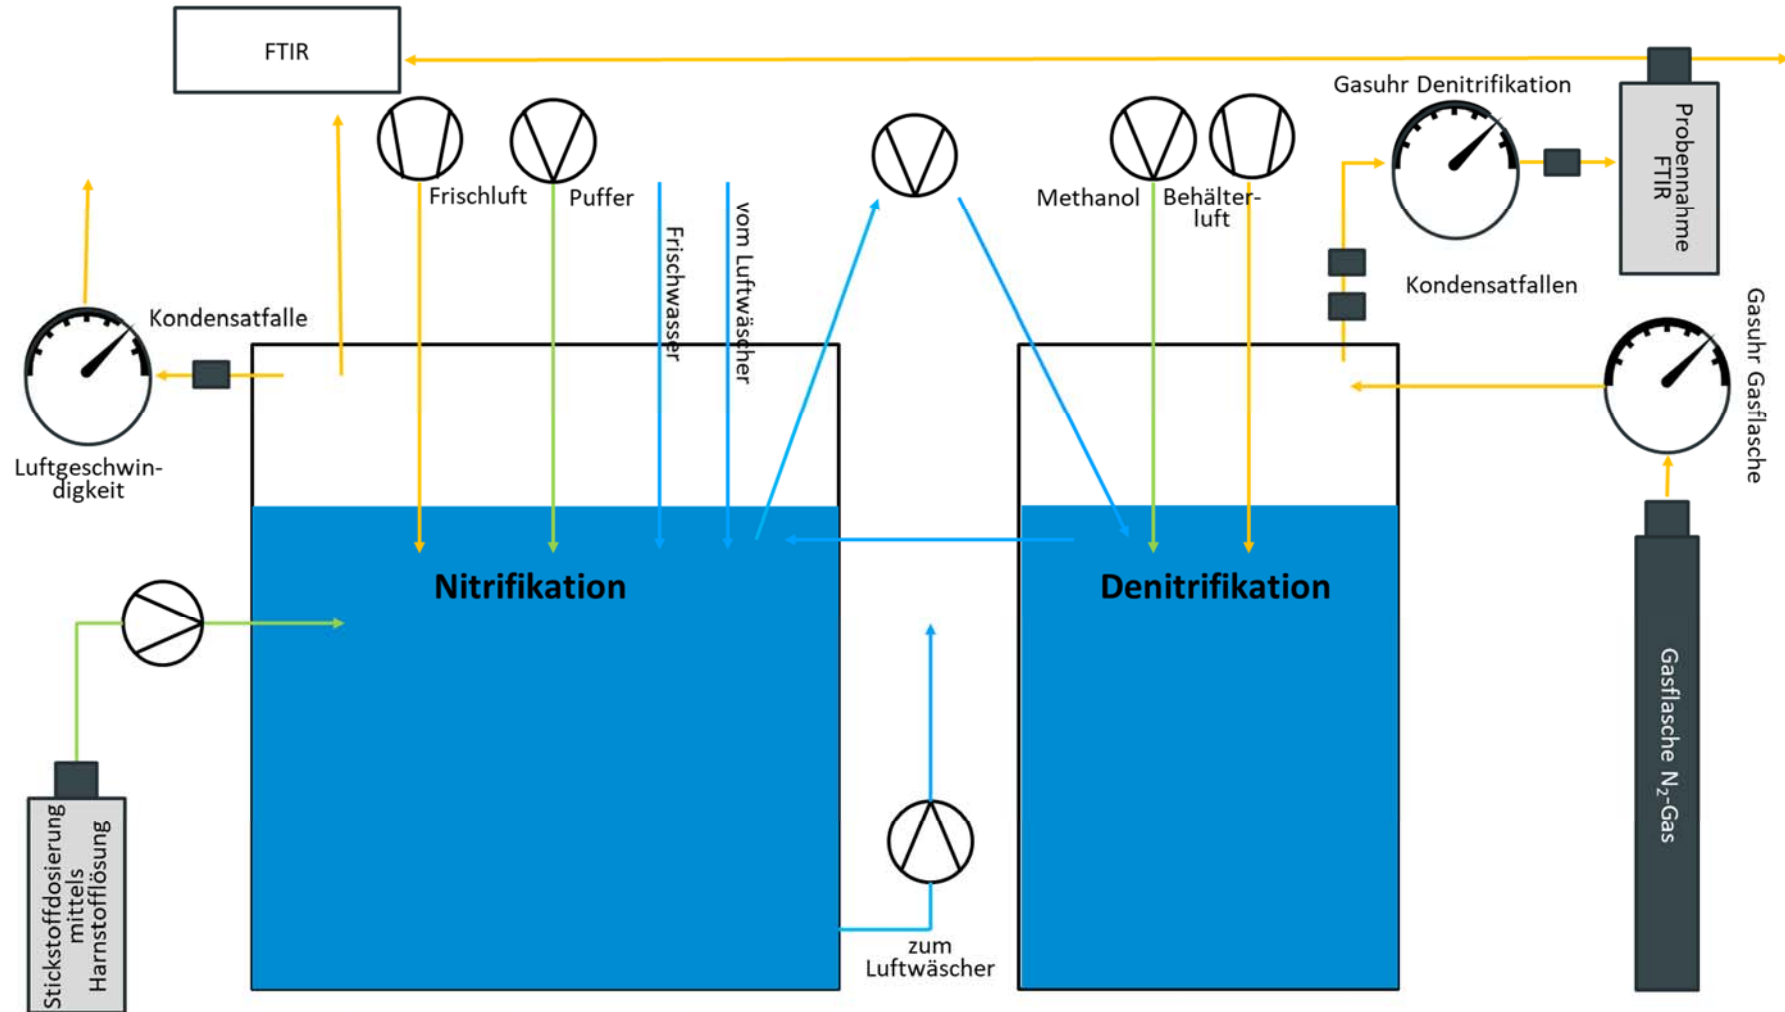 FTIR
Gasuhr Denitrifikation
Probennahme
FTIR
Frischluft
Puffer
Methanol
Behälter-
luft
Frischwasser
vom Luftwäscher
Kondensatfallen
Kondensatfalle
Gasuhr Gasflasche
Luftgeschwin-
digkeit
Nitrifikation
Denitrifikation
Gasflasche N₂-Gas
Stickstoffdosierung
mittels
Harnstofflösung
zum
Luftwäscher